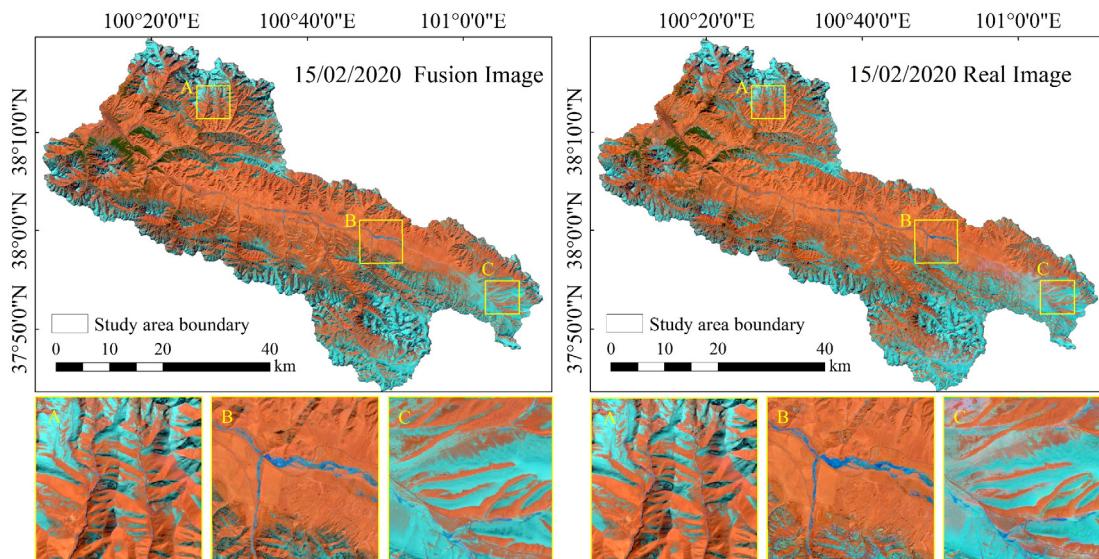 100°20'0"E 100°40'0"E 101°0'0"E
15/02/2020 Fusion Image
A
38°10'0"N
B
38°0'0"N
C
37°50'0"N
Study area boundary
0 10 20 40
km
A B C
100°20'0"E 100°40'0"E 101°0'0"E
15/02/2020 Real Image
A
38°10'0"N
B
38°0'0"N
C
37°50'0"N
Study area boundary
0 10 20 40
km
A B C